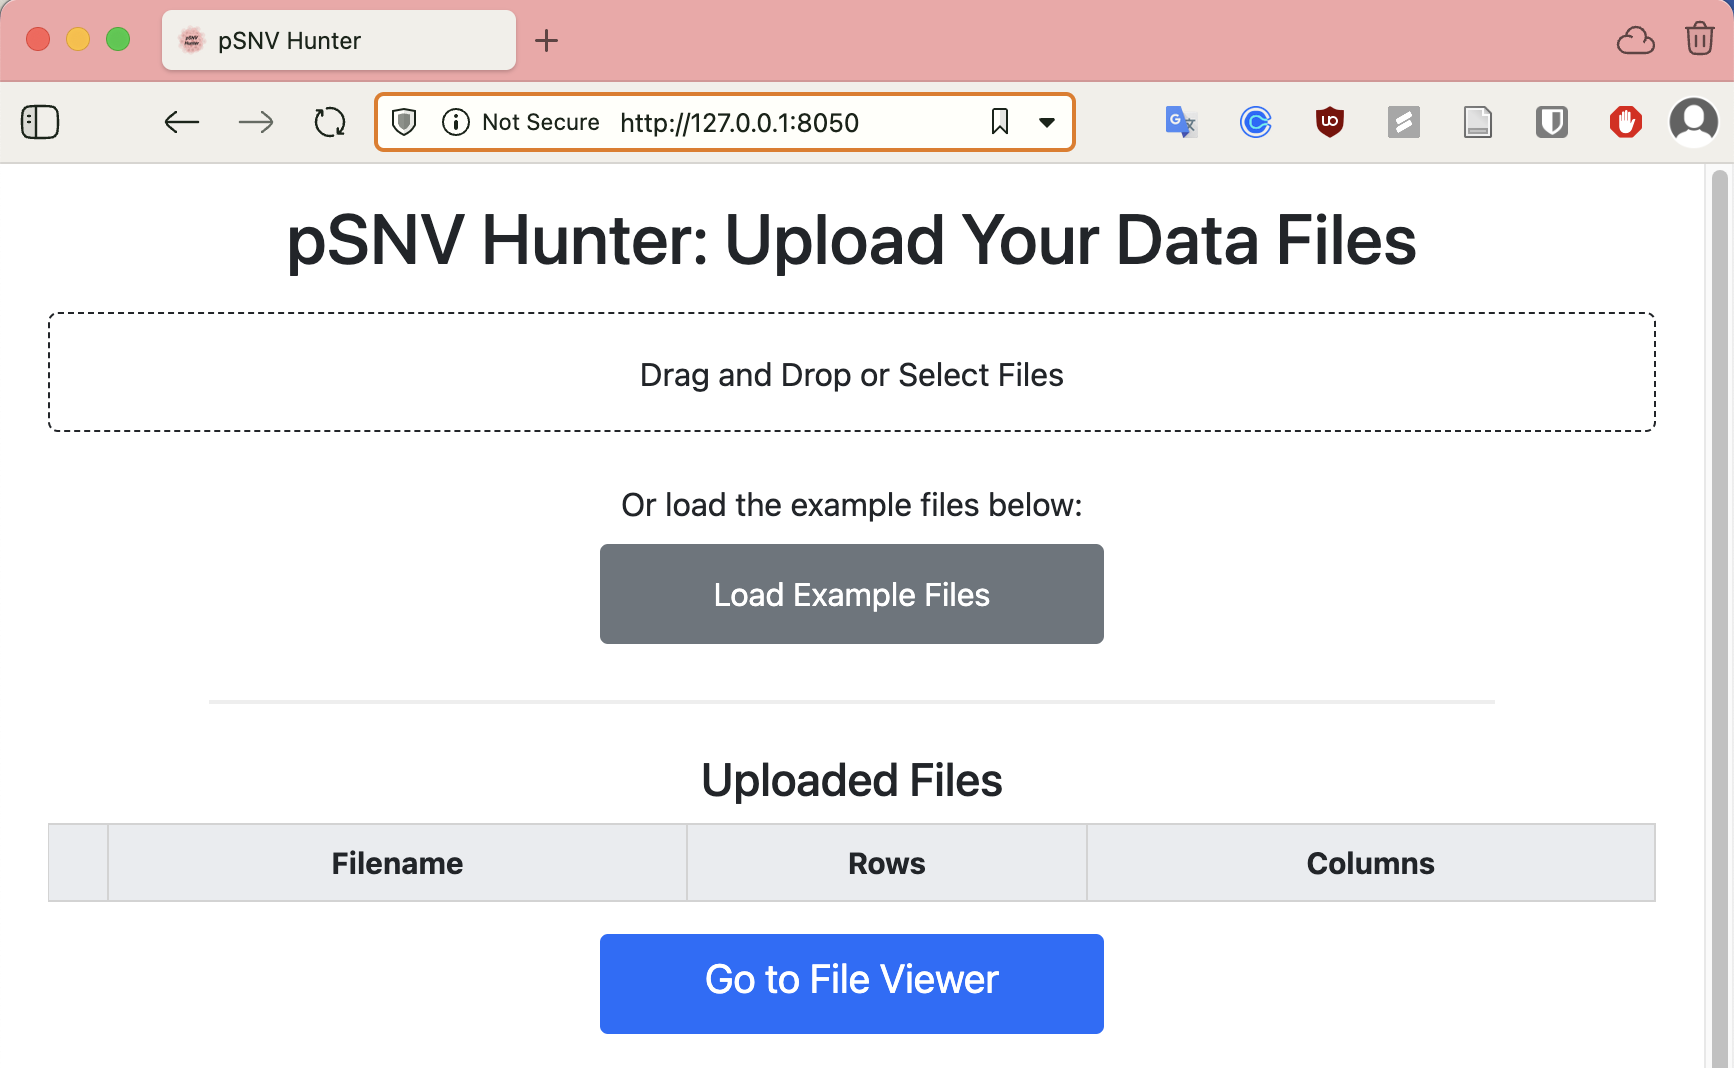 pSNV Hunter
Not Secure http://127.0.0.1:8050
pSNV Hunter: Upload Your Data Files
Drag and Drop or Select Files
Or load the example files below:
Load Example Files
Uploaded Files
Filename Rows Columns
Go to File Viewer